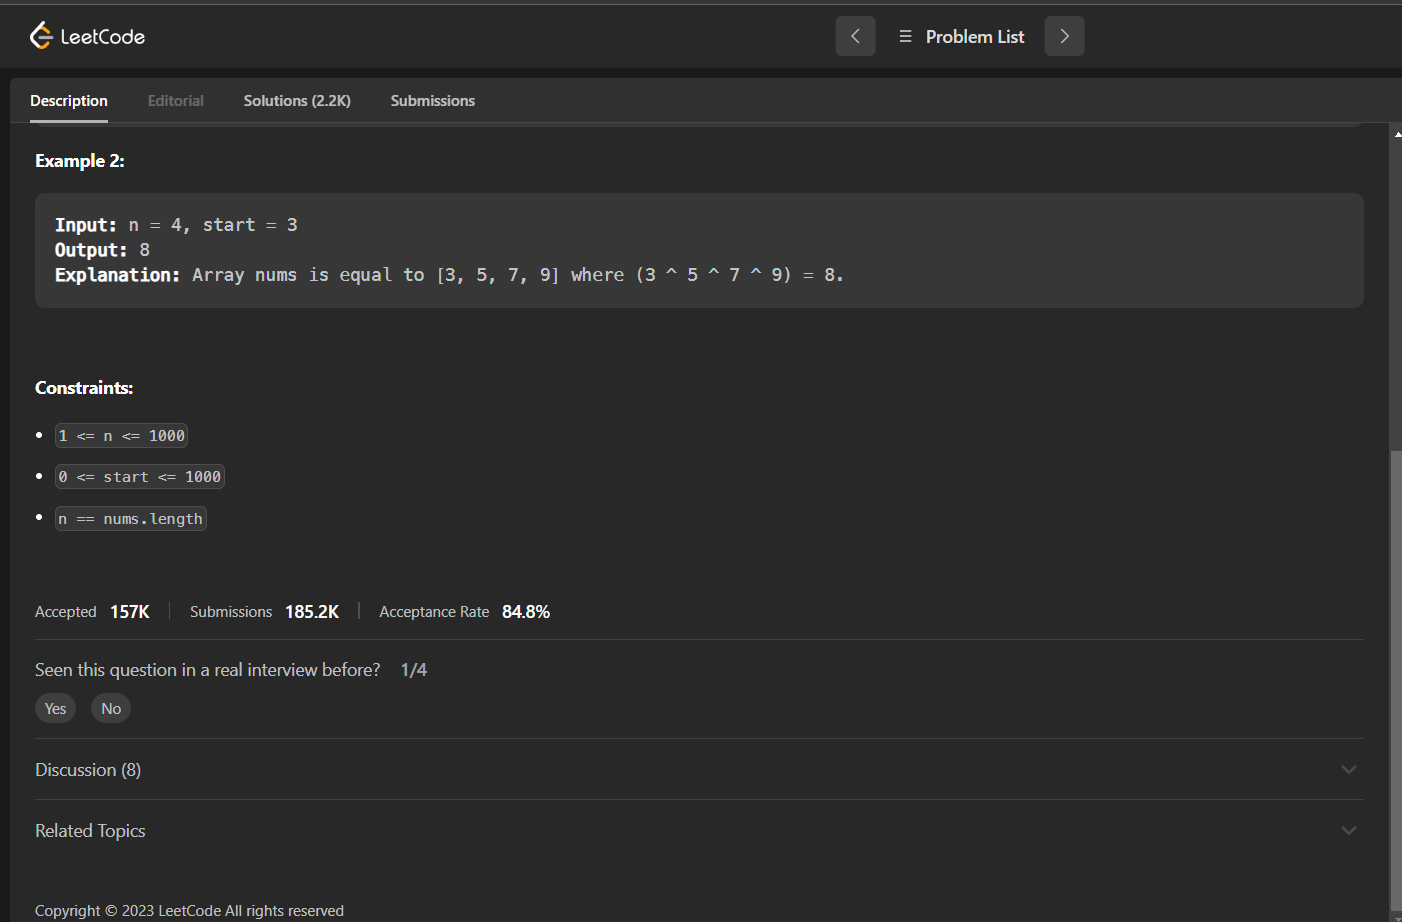 LeetCode
Problem List
Description Editorial Solutions (2.2K) Submissions
Example 2:
Input: n = 4, start = 3
Output: 8
Explanation: Array nums is equal to [3, 5, 7, 9] where (3 ^ 5 ^ 7 ^ 9) = 8.
Constraints:
1 <= n <= 1000
0 <= start <= 1000
n == nums.length
Accepted 157K Submissions 185.2K Acceptance Rate 84.8%
Seen this question in a real interview before? 1/4
Yes No
Discussion (8)
Related Topics
Copyright © 2023 LeetCode All rights reserved